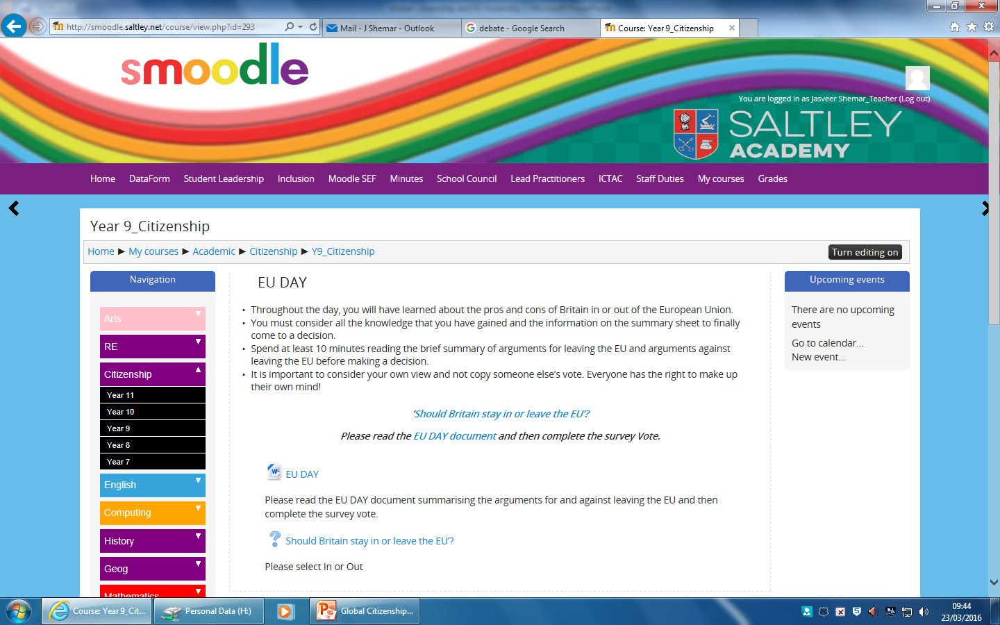 http://smoodle.saltley.net/course/view.php?id=293
Mail - J Shemar - Outlook
debate - Google Search
Course: Year 9_Citizenship
smoodle
You are logged in as Jasveer Shemar_Teacher (Log out)
SALTLEY
ACADEMY
Home DataForm Student Leadership Inclusion Moodle SEF Minutes School Council Lead Practitioners ICTAC Staff Duties My courses Grades
Year 9_Citizenship
Home ► My courses ► Academic ► Citizenship ► Y9_Citizenship
Turn editing on
Navigation
Arts
RE
Citizenship
Year 11
Year 10
Year 9
Year 8
Year 7
English
Computing
History
Geog
Mathematics
EU DAY
• Throughout the day, you will have learned about the pros and cons of Britain in or out of the European Union.
• You must consider all the knowledge that you have gained and the information on the summary sheet to finally
come to a decision.
• Spend at least 10 minutes reading the brief summary of arguments for leaving the EU and arguments against
leaving the EU before making a decision.
• It is important to consider your own view and not copy someone else’s vote. Everyone has the right to make up
their own mind!
‘Should Britain stay in or leave the EU’?
Please read the EU DAY document and then complete the survey Vote.
EU DAY
Please read the EU DAY document summarising the arguments for and against leaving the EU and then
complete the survey vote.
Should Britain stay in or leave the EU’?
Please select In or Out
Upcoming events
There are no upcoming
events
Go to calendar...
New event...
Course: Year 9_Cit...
Personal Data (H:)
Global Citizenship...
09:44
23/03/2016